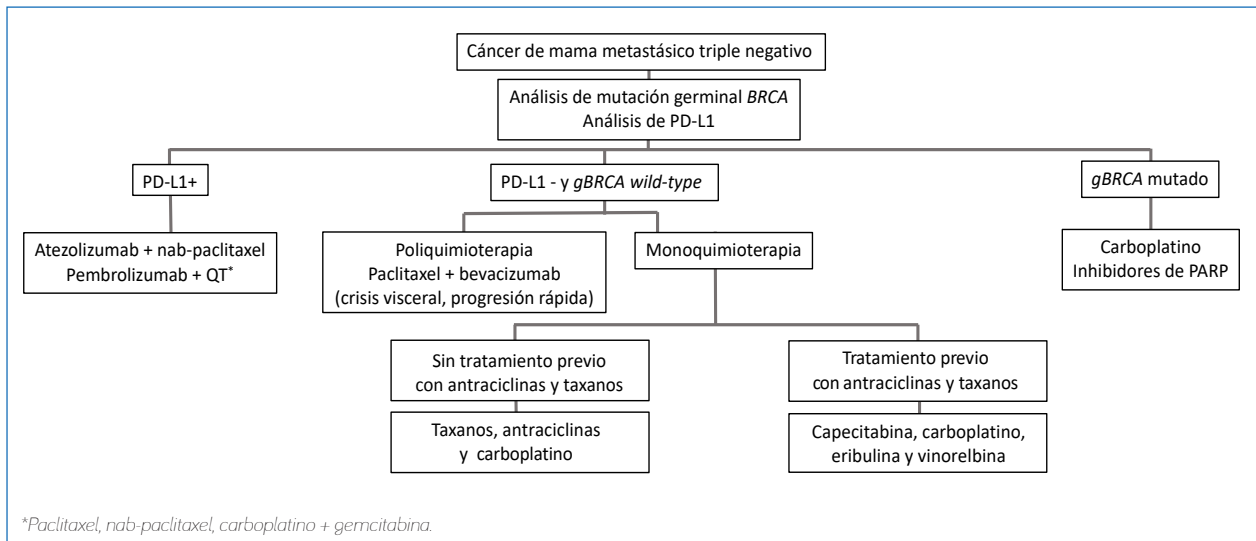 Cáncer de mama metastásico triple negativo
Análisis de mutación germinal BRCA
Análisis de PD-L1
PD-L1+
PD-L1 - y gBRCA wild-type
gBRCA mutado
Atezolizumab + nab-paclitaxel
Pembrolizumab + QT*
Poliquimioterapia
Paclitaxel + bevacizumab
(crisis visceral, progresión rápida)
Monoquimioterapia
Carboplatino
Inhibidores de PARP
Sin tratamiento previo
con antraciclinas y taxanos
Tratamiento previo
con antraciclinas y taxanos
Taxanos, antraciclinas
y carboplatino
Capecitabina, carboplatino,
eribulina y vinorelbina
*Paclitaxel, nab-paclitaxel, carboplatino + gemcitabina.